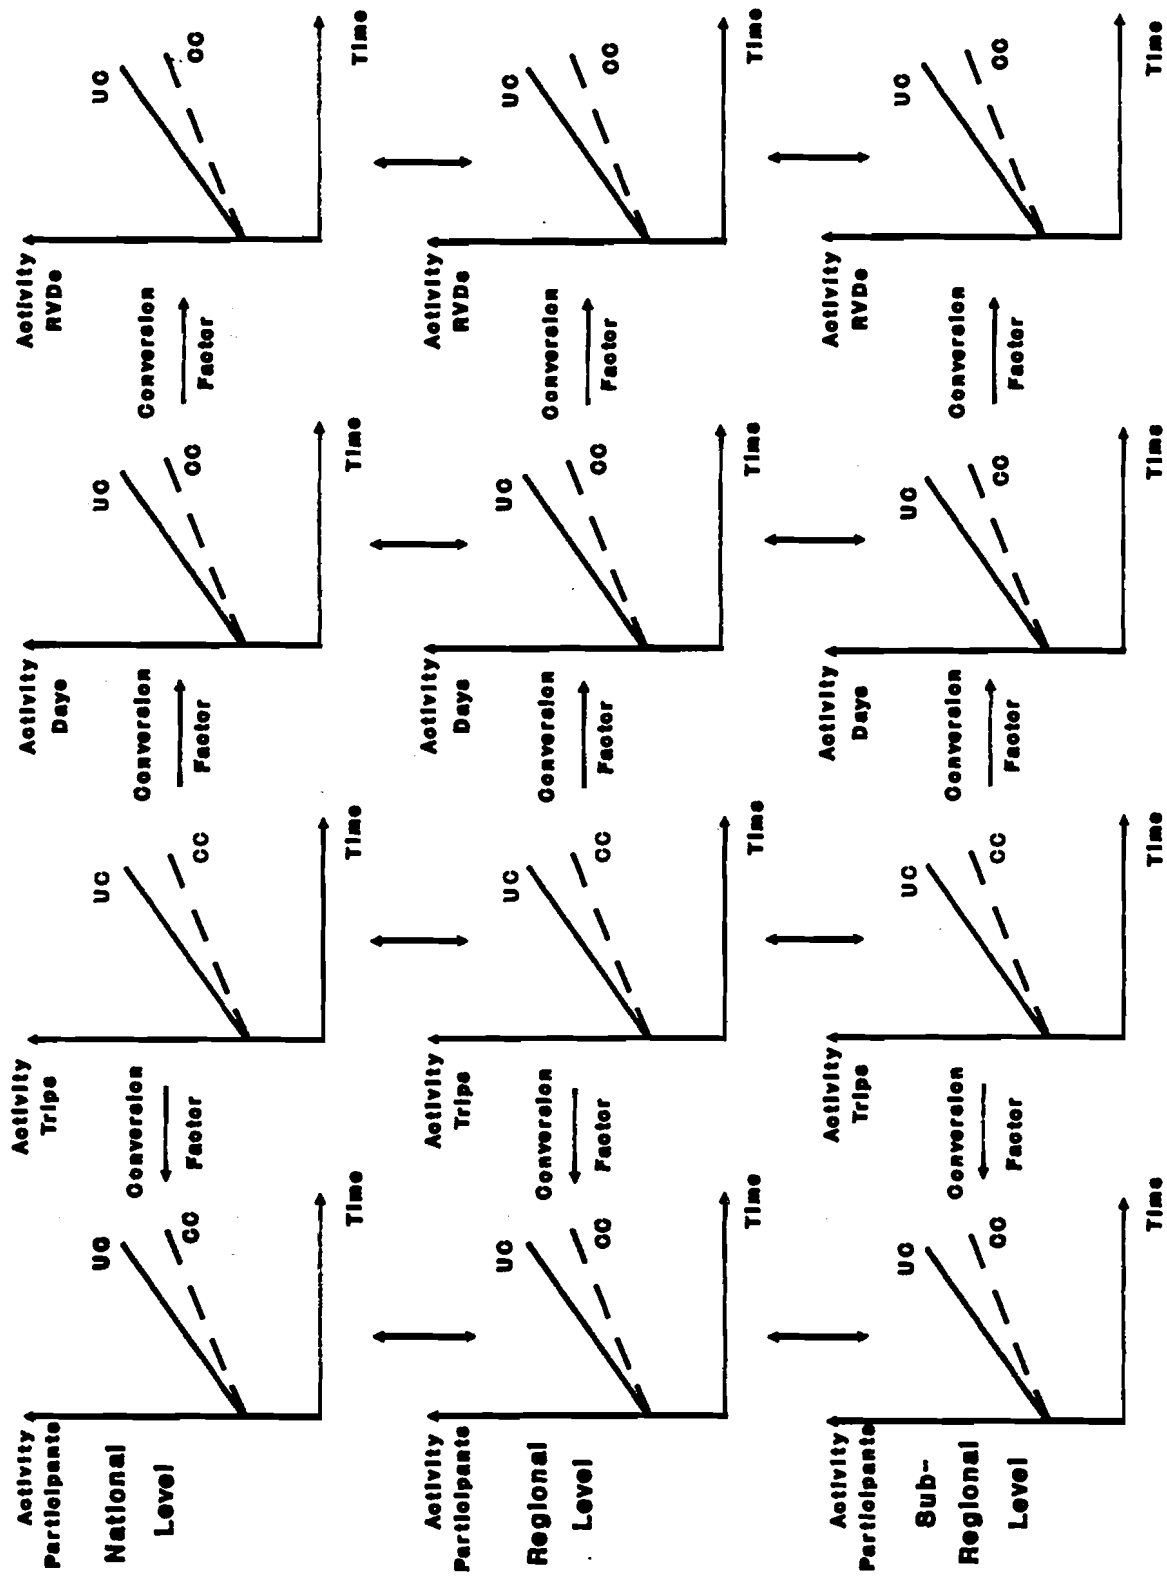 Activity
Participants
National
Level
UC
CC
Time
Conversion
Factor
Activity
Trips
UC
CC
Time
Conversion
Factor
Activity
Days
UC
CC
Time
Conversion
Factor
Activity
RVDs
UC
CC
Time
Activity
Participants
Regional
Level
UC
CC
Time
Conversion
Factor
Activity
Trips
UC
CC
Time
Conversion
Factor
Activity
Days
UC
CC
Time
Conversion
Factor
Activity
RVDs
UC
CC
Time
Activity
Participants
Sub-
Regional
Level
UC
CC
Time
Conversion
Factor
Activity
Trips
UC
CC
Time
Conversion
Factor
Activity
Days
UC
CC
Time
Conversion
Factor
Activity
RVDs
UC
CC
Time